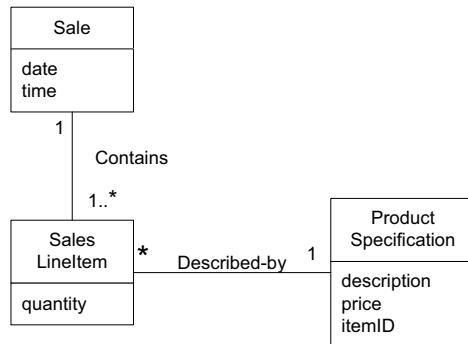 Sale
date
time
1
Contains
1..*
Sales
LineItem
quantity
*
Described-by
1
Product
Specification
description
price
itemID